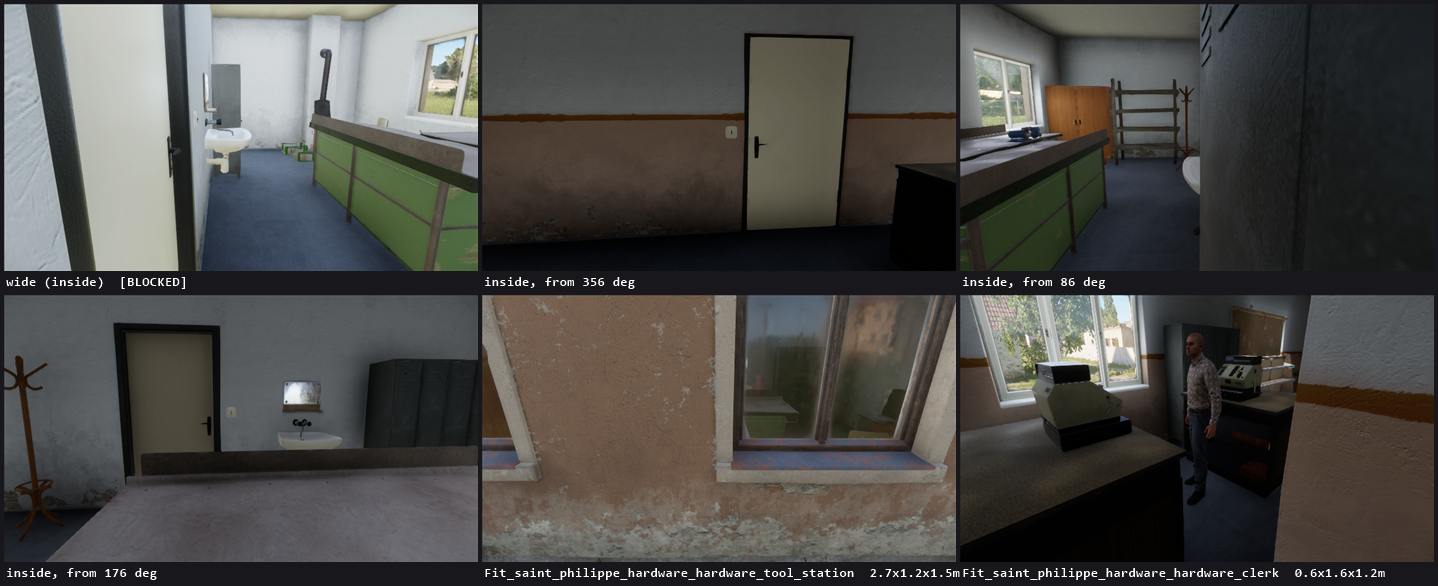 wide (inside)  [BLOCKED]
inside, from 356 deg
inside, from 86 deg
inside, from 176 deg
Fit_saint_philippe_hardware_hardware_tool_station  2.7x1.2x1.5m
Fit_saint_philippe_hardware_hardware_clerk  0.6x1.6x1.2m